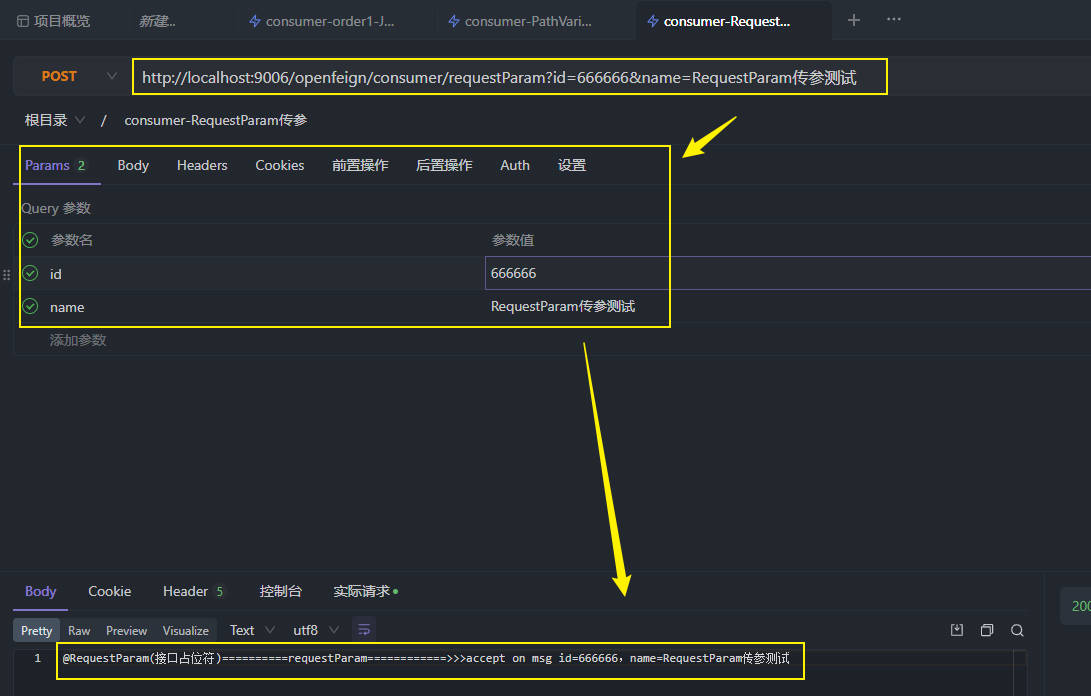 项目概览 新建... consumer-order1-J... consumer-PathVari... consumer-Request...
POST http://localhost:9006/openfeign/consumer/requestParam?id=666666&name=RequestParam传参测试
根目录 / consumer-RequestParam传参
Params 2 Body Headers Cookies 前置操作 后置操作 Auth 设置
Query 参数
参数名 参数值
id 666666
name RequestParam传参测试
添加参数
Body Cookie Header 5 控制台 实际请求
200
Pretty Raw Preview Visualize Text utf8
1 @RequestParam(接口占位符)==========requestParam============>>>accept on msg id=666666，name=RequestParam传参测试